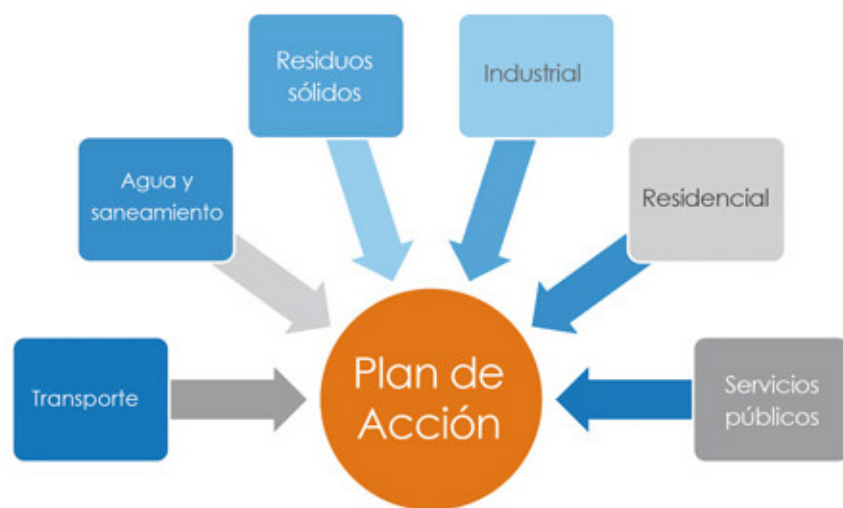 Residuos
sólidos
Industrial
Agua y
saneamiento
Residencial
Transporte
Plan de
Acción
Servicios
públicos